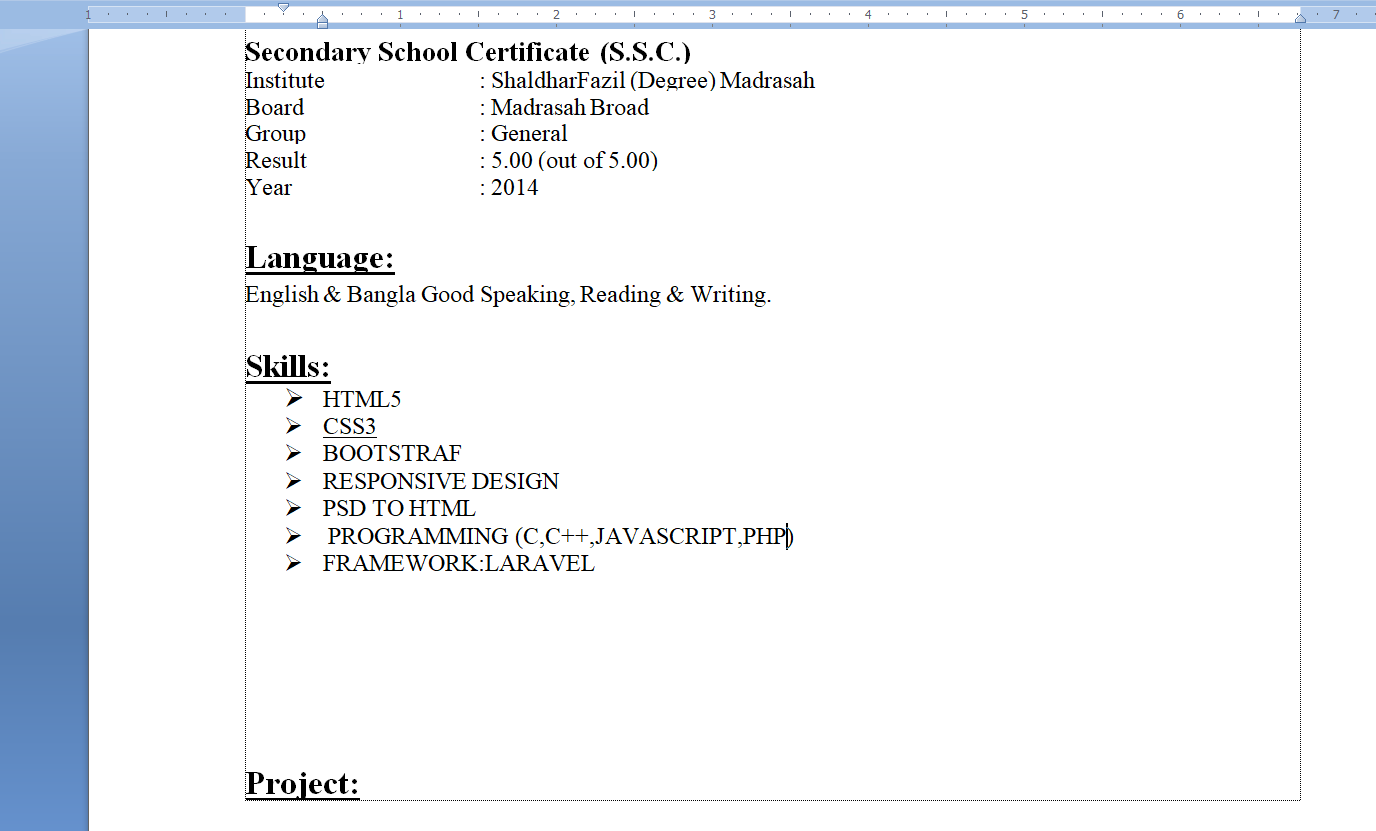 1 1 2 3 4 5 6 7
Secondary School Certificate (S.S.C.)
Institute : ShaldharFazil (Degree) Madrasah
Board : Madrasah Broad
Group : General
Result : 5.00 (out of 5.00)
Year : 2014
Language:
English & Bangla Good Speaking, Reading & Writing.
Skills:
➢ HTML5
➢ CSS3
➢ BOOTSTRAF
➢ RESPONSIVE DESIGN
➢ PSD TO HTML
➢ PROGRAMMING (C,C++,JAVASCRIPT,PHP)
➢ FRAMEWORK:LARAVEL
Project: